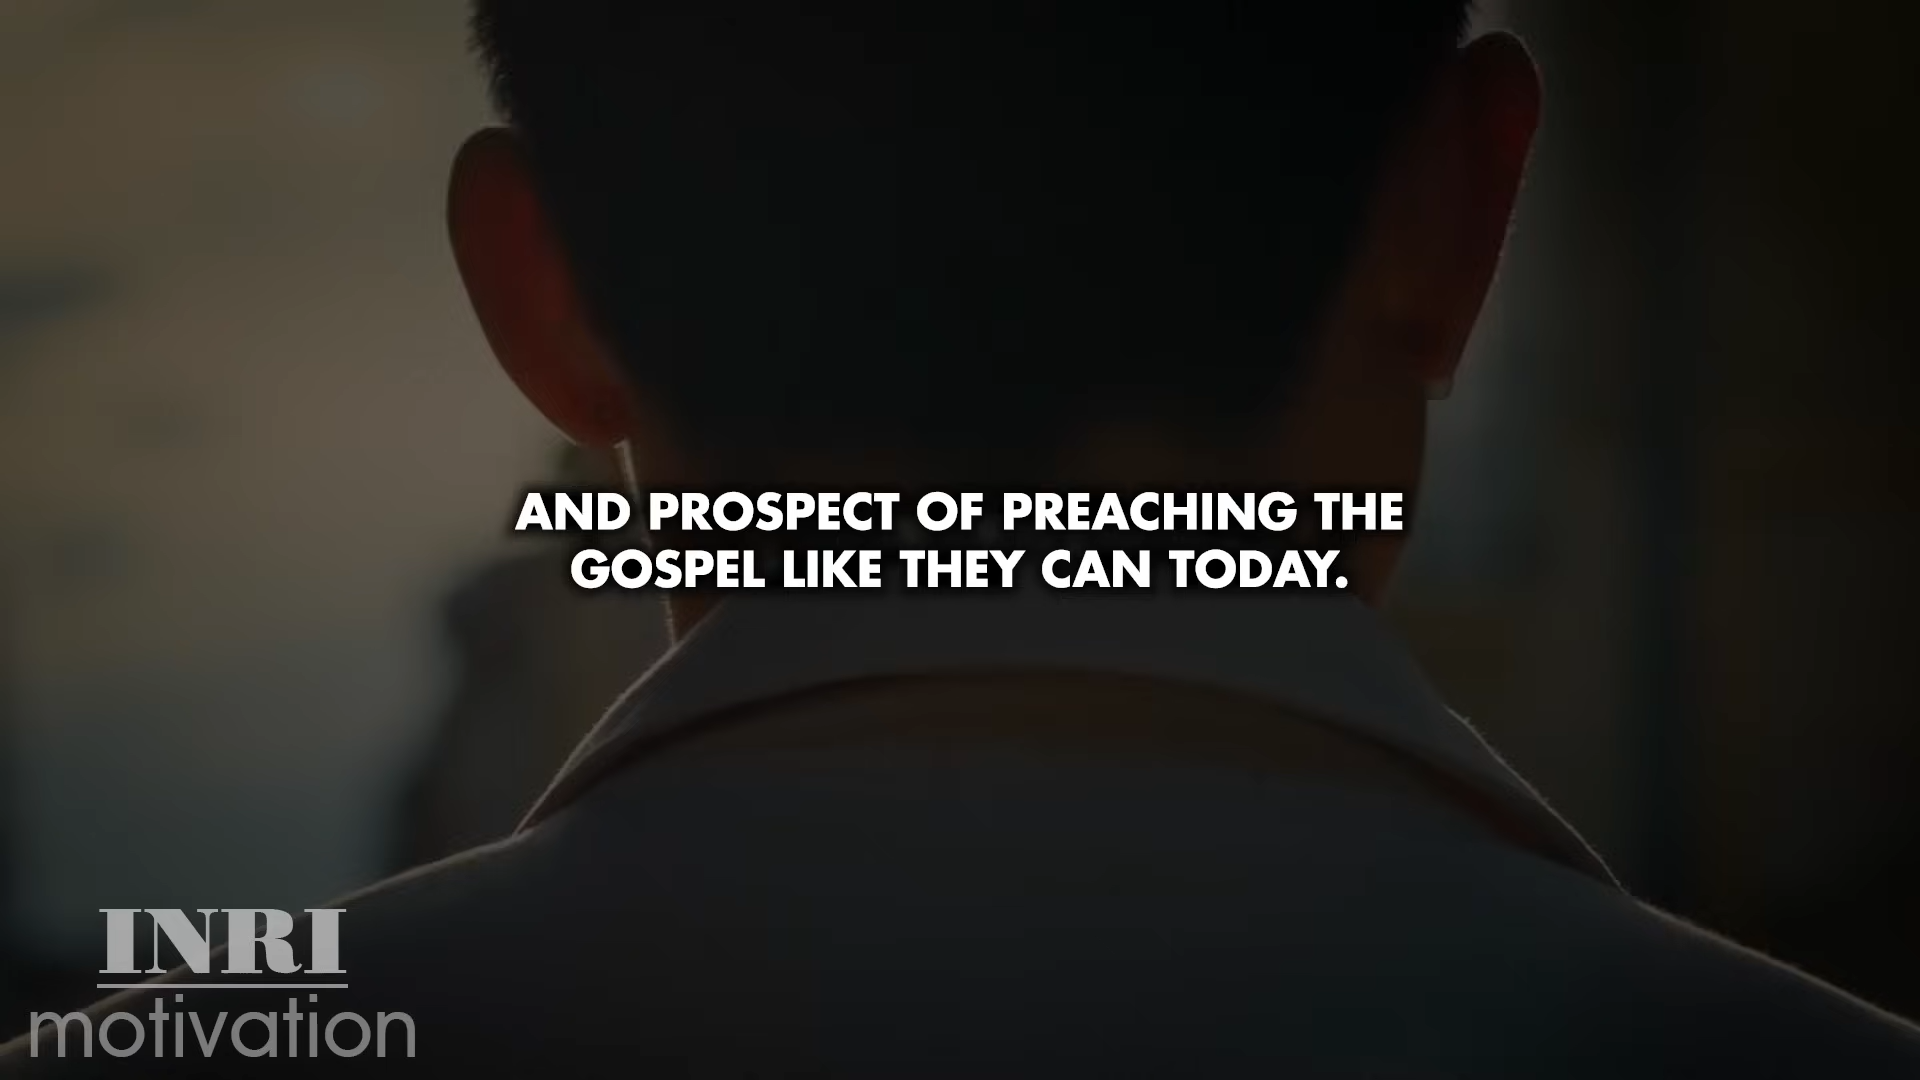 AND PROSPECT OF PREACHING THE
GOSPEL LIKE THEY CAN TODAY.
INRI
motivation